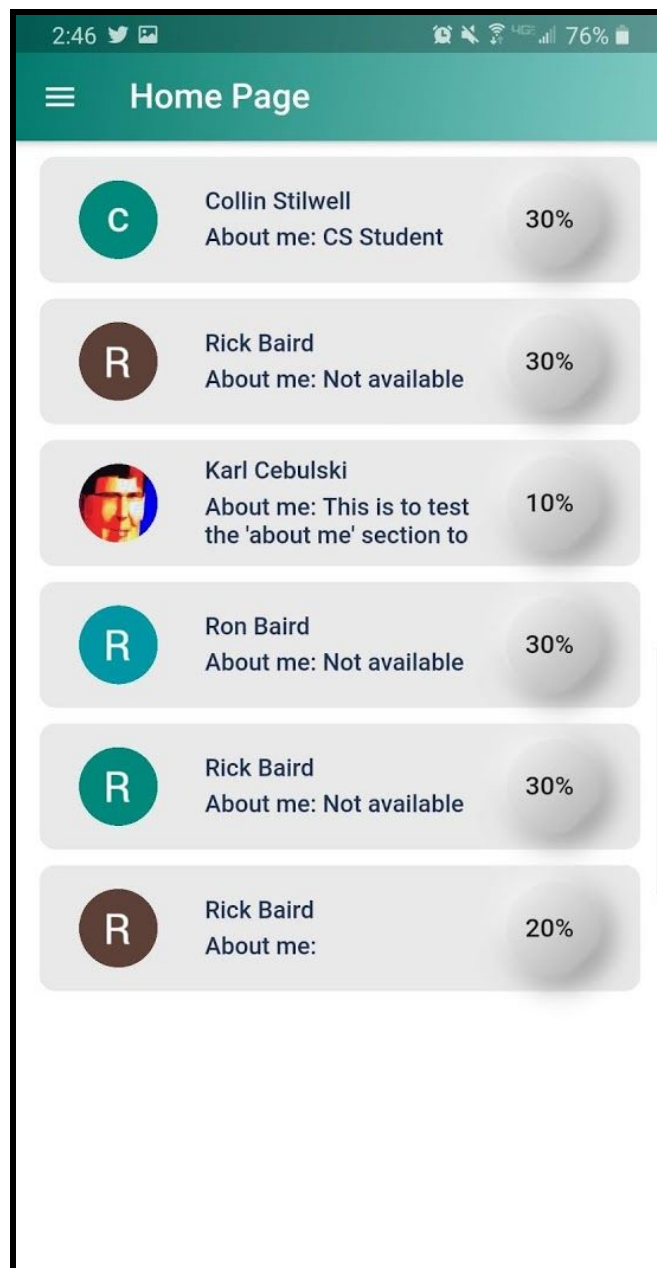 2:46 4GE 76%
Home Page
C
Collin Stilwell
About me: CS Student
30%
R
Rick Baird
About me: Not available
30%
Karl Cebulski
About me: This is to test
the 'about me' section to
10%
R
Ron Baird
About me: Not available
30%
R
Rick Baird
About me: Not available
30%
R
Rick Baird
About me:
20%